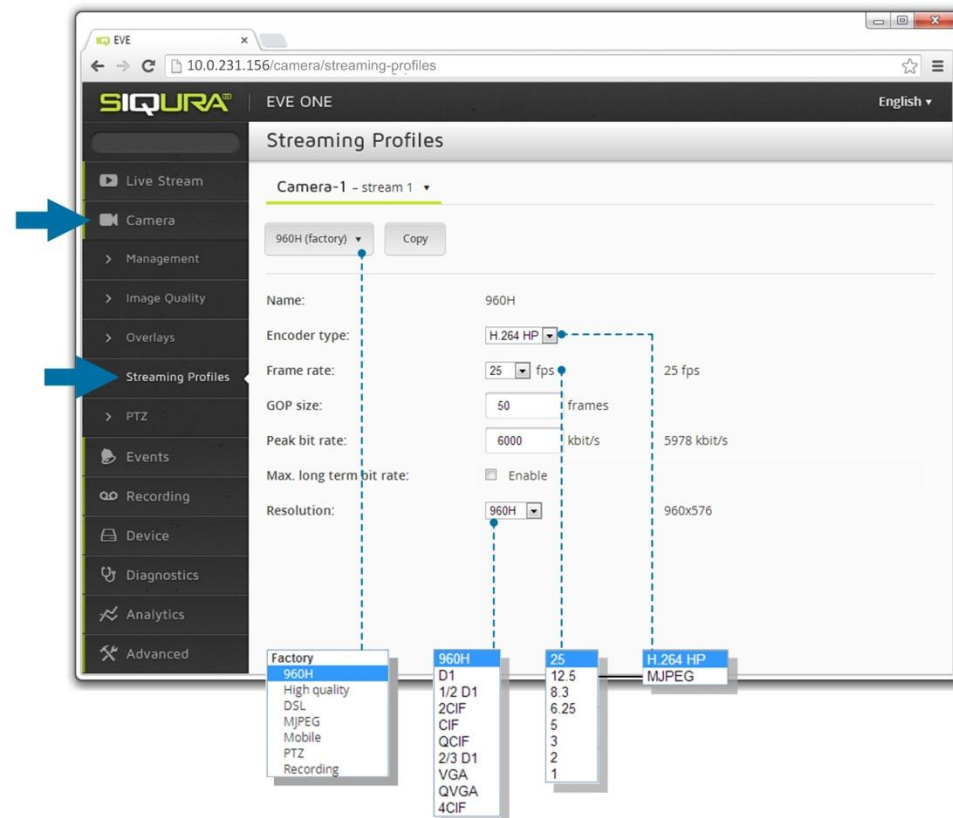 EVE
10.0.231.156/camera/streaming-profiles
SIQURA
EVE ONE
English
Streaming Profiles
Live Stream
Camera
Management
Image Quality
Overlays
Streaming Profiles
PTZ
Events
Recording
Device
Diagnostics
Analytics
Advanced
Camera-1 – stream 1
960H (factory)
Copy
Name: 960H
Encoder type: H.264 HP
Frame rate: 25 fps 25 fps
GOP size: 50 frames
Peak bit rate: 6000 kbit/s 5978 kbit/s
Max. long term bit rate: Enable
Resolution: 960H 960x576
Factory
960H
High quality
DSL
MJPEG
Mobile
PTZ
Recording
960H
D1
1/2 D1
2CIF
CIF
QCIF
2/3 D1
VGA
QVGA
4CIF
25
12.5
8.3
6.25
5
3
2
1
H.264 HP
MJPEG